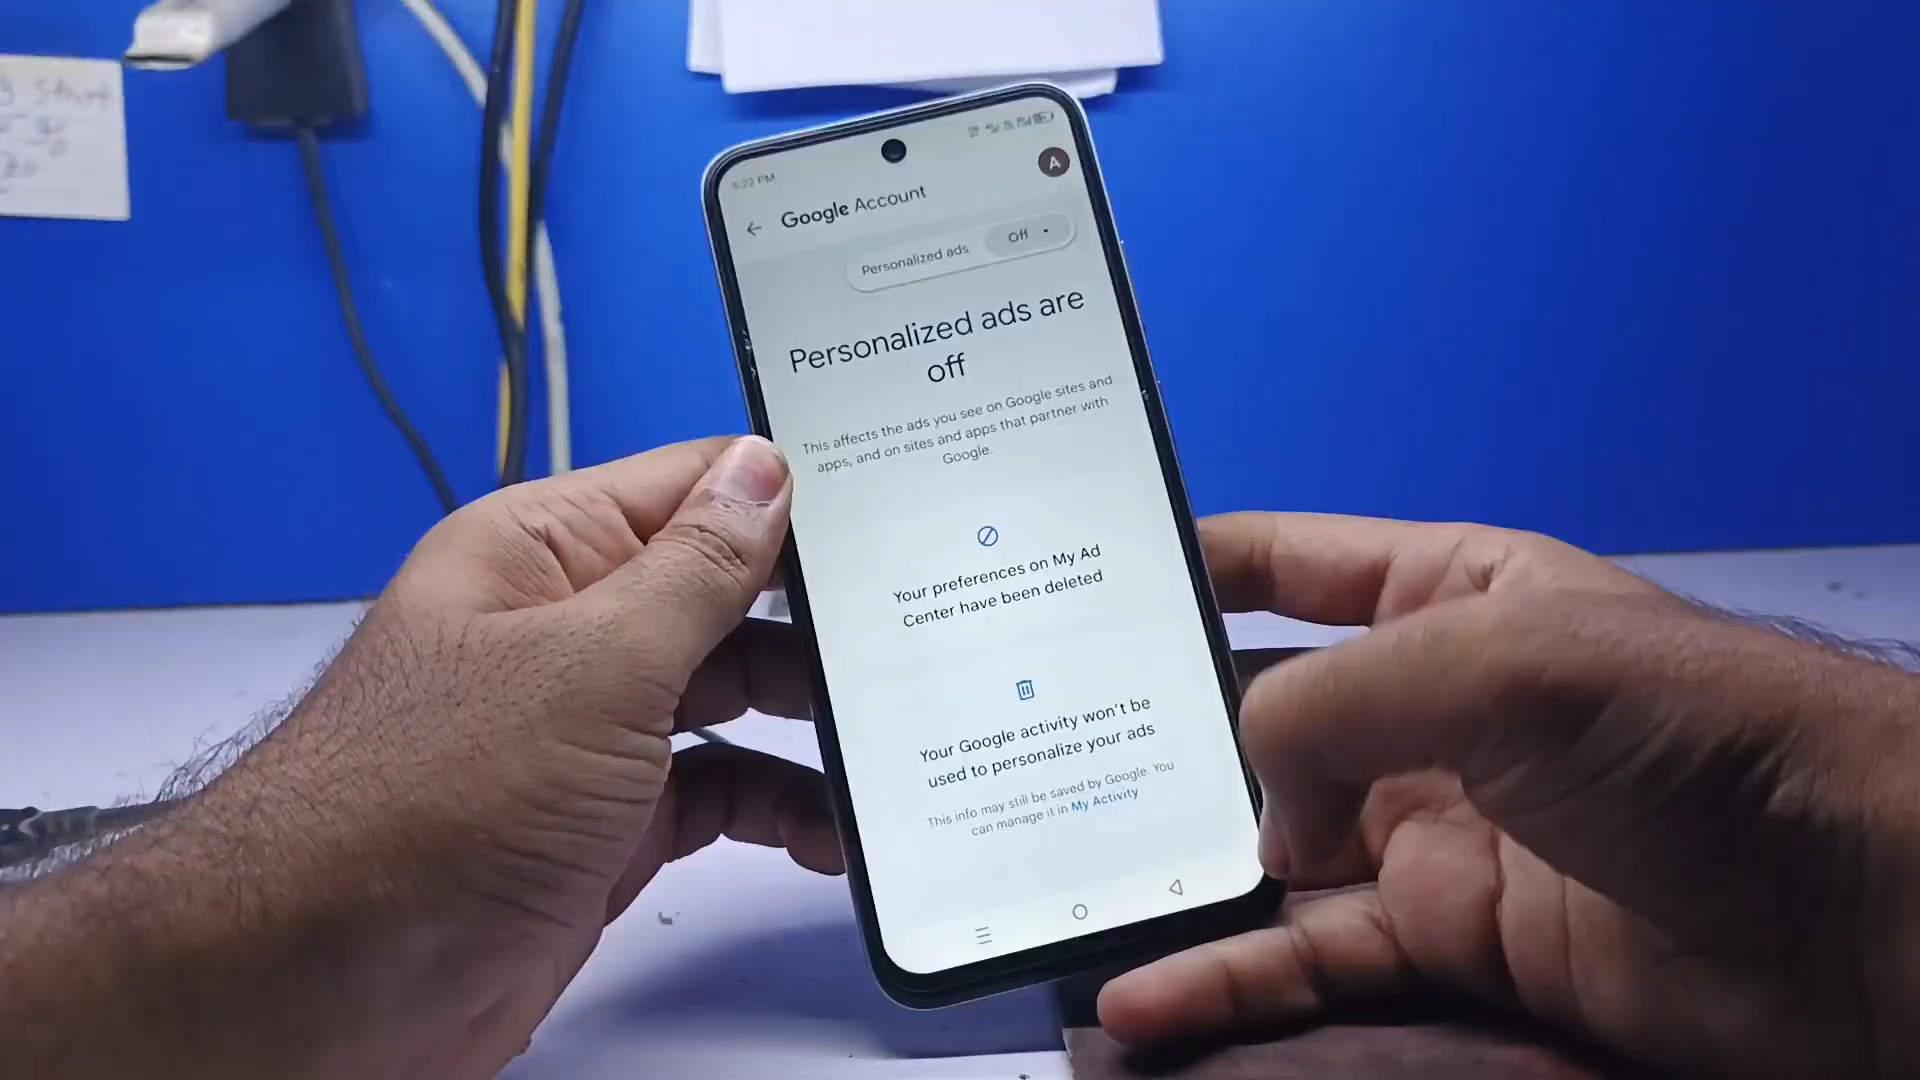 5:22 PM
Google Account
A
Personalized ads
Off
Personalized ads are
off
This affects the ads you see on Google sites and
apps, and on sites and apps that partner with
Google.
Your preferences on My Ad
Center have been deleted
Your Google activity won't be
used to personalize your ads
This info may still be saved by Google. You
can manage it in My Activity